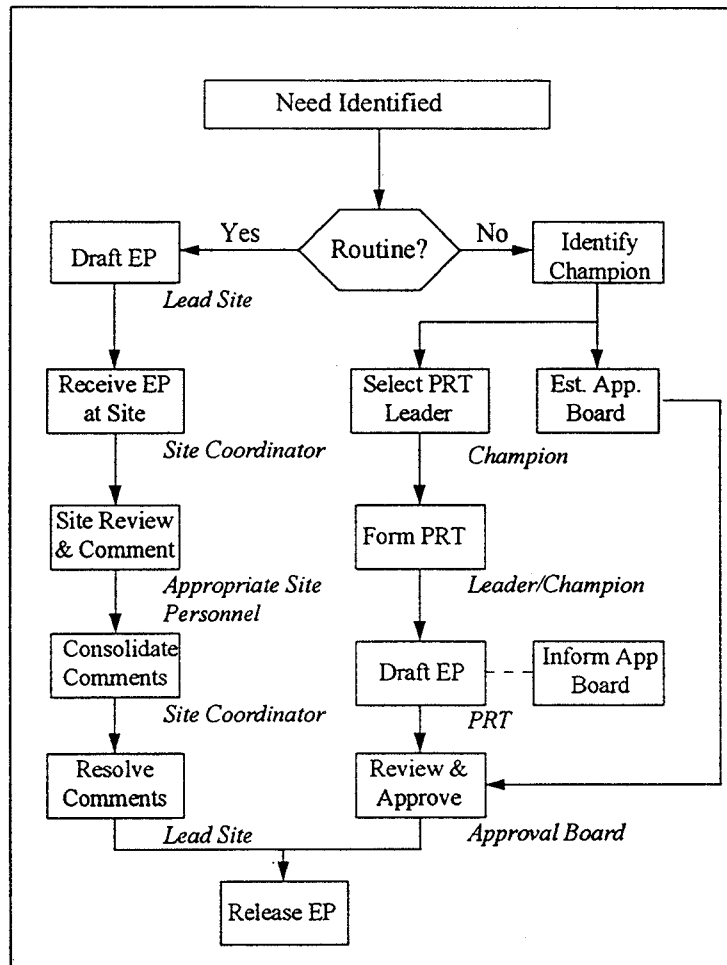 Need Identified
Routine?
Yes
No
Draft EP
Lead Site
Receive EP
at Site
Site Coordinator
Site Review
& Comment
Appropriate Site
Personnel
Consolidate
Comments
Site Coordinator
Resolve
Comments
Lead Site
Identify
Champion
Select PRT
Leader
Champion
Est. App.
Board
Form PRT
Leader/Champion
Draft EP
PRT
Inform App
Board
Review &
Approve
Approval Board
Release EP